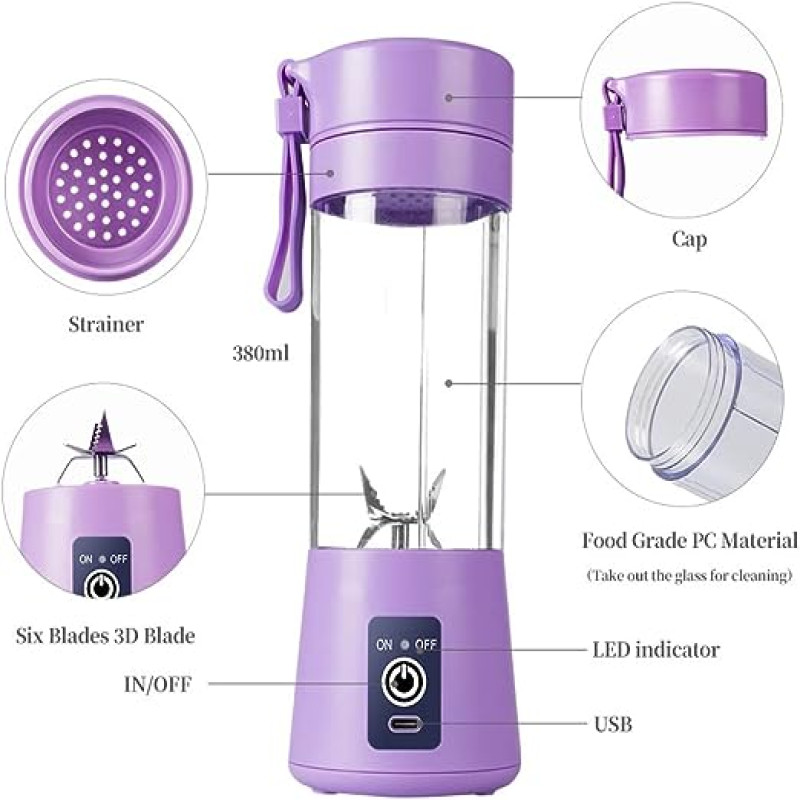 Cap
Strainer
380ml
ON OFF
Food Grade PC Material
(Take out the glass for cleaning)
Six Blades 3D Blade
ON OFF
LED indicator
IN/OFF
USB